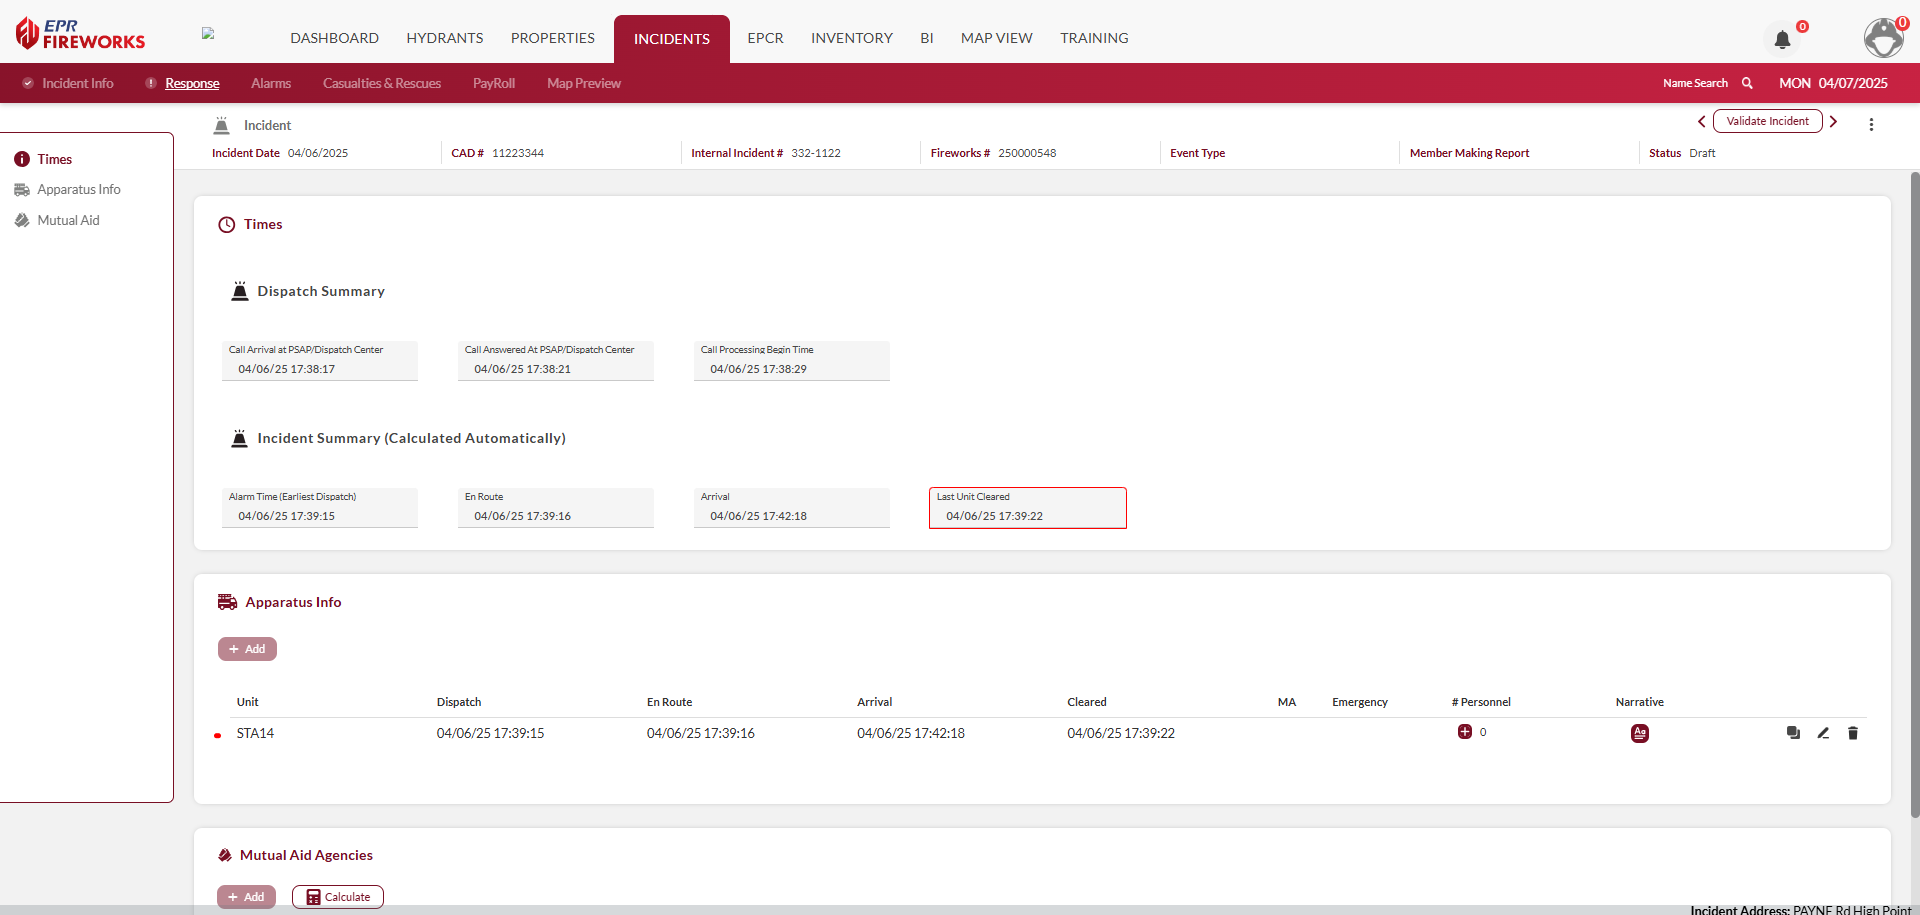 EPR
FIREWORKS
DASHBOARD HYDRANTS PROPERTIES INCIDENTS EPCR INVENTORY BI MAP VIEW TRAINING
0
0
Incident Info Response Alarms Casualties & Rescues PayRoll Map Preview Name Search MON 04/07/2025
Incident
Validate Incident
Incident Date 04/06/2025 CAD # 11223344 Internal Incident # 332-1122 Fireworks # 250000548 Event Type Member Making Report Status Draft
Times
Apparatus Info
Mutual Aid
Times
Dispatch Summary
Call Arrival at PSAP/Dispatch Center Call Answered At PSAP/Dispatch Center Call Processing Begin Time
04/06/25 17:38:17 04/06/25 17:38:21 04/06/25 17:38:29
Incident Summary (Calculated Automatically)
Alarm Time (Earliest Dispatch) En Route Arrival Last Unit Cleared
04/06/25 17:39:15 04/06/25 17:39:16 04/06/25 17:42:18 04/06/25 17:39:22
Apparatus Info
+ Add
Unit Dispatch En Route Arrival Cleared MA Emergency # Personnel Narrative
STA14 04/06/25 17:39:15 04/06/25 17:39:16 04/06/25 17:42:18 04/06/25 17:39:22 0 Aa
Mutual Aid Agencies
+ Add Calculate
Incident Address: PAYNE Rd High Point